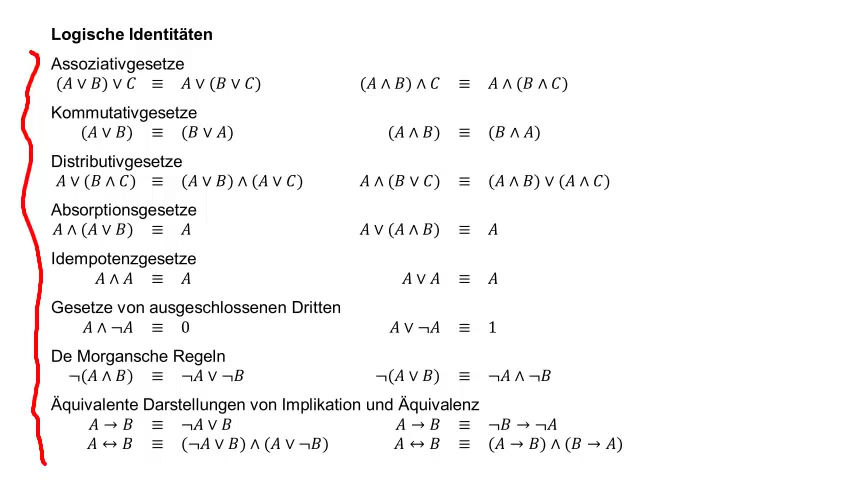 Logische Identitäten
Assoziativgesetze
(A ∨ B) ∨ C ≡ A ∨ (B ∨ C) (A ∧ B) ∧ C ≡ A ∧ (B ∧ C)
Kommutativgesetze
(A ∨ B) ≡ (B ∨ A) (A ∧ B) ≡ (B ∧ A)
Distributivgesetze
A ∨ (B ∧ C) ≡ (A ∨ B) ∧ (A ∨ C) A ∧ (B ∨ C) ≡ (A ∧ B) ∨ (A ∧ C)
Absorptionsgesetze
A ∧ (A ∨ B) ≡ A A ∨ (A ∧ B) ≡ A
Idempotenzgesetze
A ∧ A ≡ A A ∨ A ≡ A
Gesetze von ausgeschlossenen Dritten
A ∧ ¬A ≡ 0 A ∨ ¬A ≡ 1
De Morgansche Regeln
¬(A ∧ B) ≡ ¬A ∨ ¬B ¬(A ∨ B) ≡ ¬A ∧ ¬B
Äquivalente Darstellungen von Implikation und Äquivalenz
A → B ≡ ¬A ∨ B A → B ≡ ¬B → ¬A
A ↔ B ≡ (¬A ∨ B) ∧ (A ∨ ¬B) A ↔ B ≡ (A → B) ∧ (B → A)